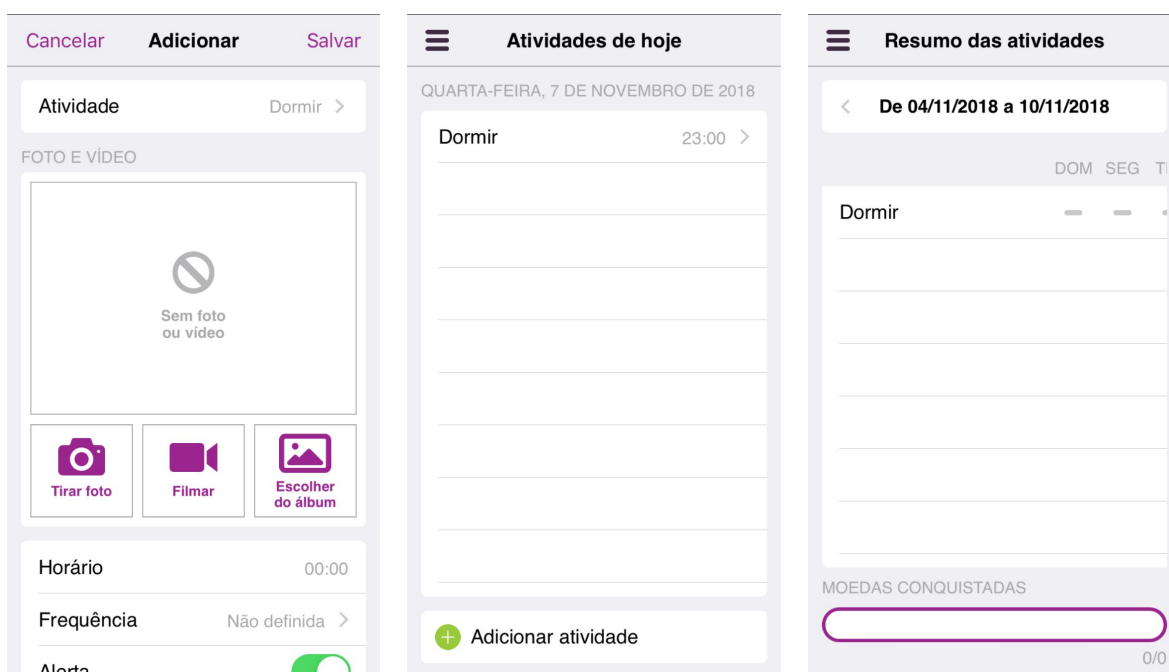 Cancelar Adicionar Salvar
Atividade Dormir >
FOTO E VÍDEO
Sem foto
ou vídeo
Tirar foto
Filmar
Escolher
do álbum
Horário 00:00
Frequência Não definida >
Alerta
Atividades de hoje
QUARTA-FEIRA, 7 DE NOVEMBRO DE 2018
Dormir 23:00 >
+ Adicionar atividade
Resumo das atividades
< De 04/11/2018 a 10/11/2018
DOM SEG
Dormir – –
MOEDAS CONQUISTADAS
0/0